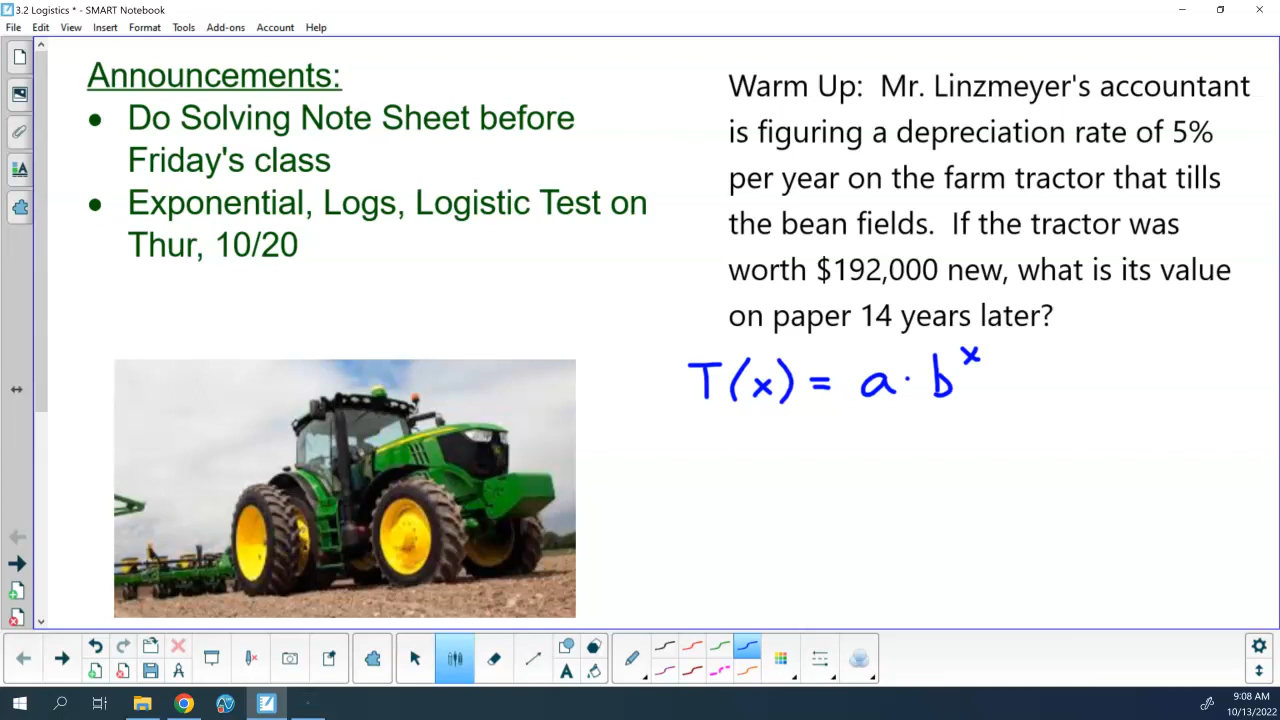 3.2 Logistics * - SMART Notebook
File Edit View Insert Format Tools Add-ons Account Help
Announcements:
• Do Solving Note Sheet before
Friday's class
• Exponential, Logs, Logistic Test on
Thur, 10/20
Warm Up: Mr. Linzmeyer's accountant
is figuring a depreciation rate of 5%
per year on the farm tractor that tills
the bean fields. If the tractor was
worth $192,000 new, what is its value
on paper 14 years later?
T(x) = a · b^x
9:08 AM
10/13/2022